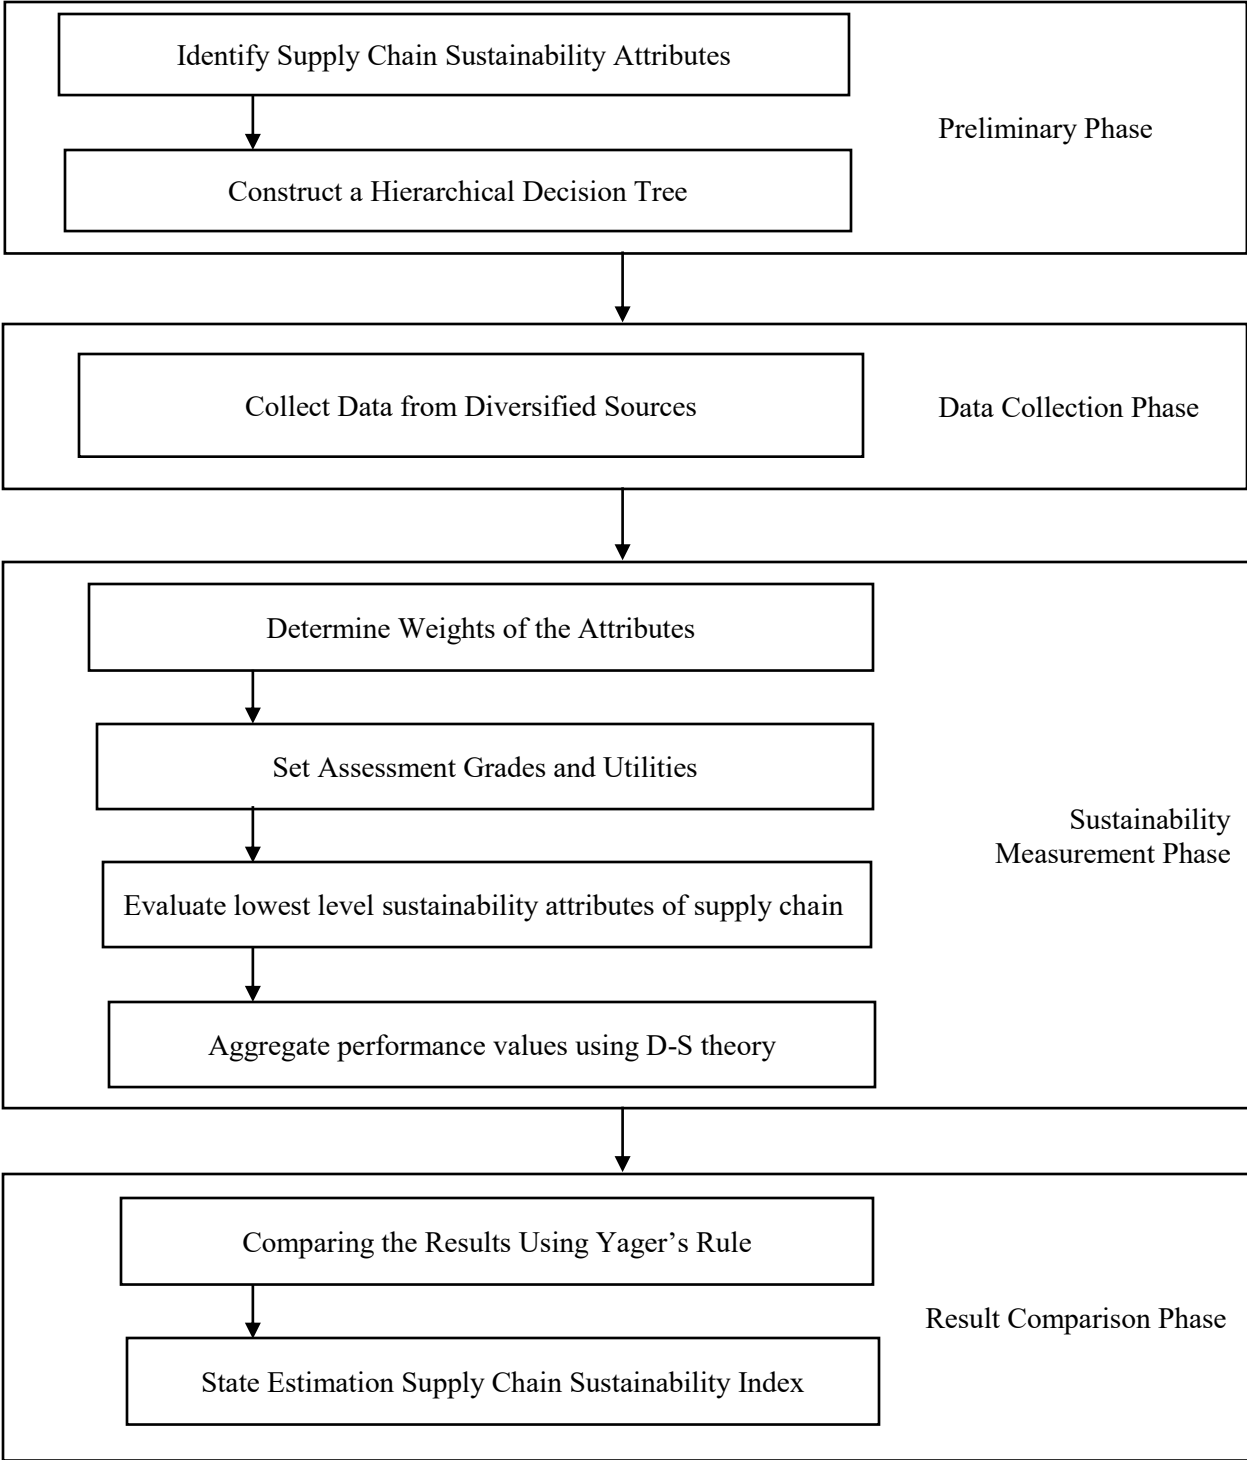 Identify Supply Chain Sustainability Attributes
Preliminary Phase
Construct a Hierarchical Decision Tree
Collect Data from Diversified Sources
Data Collection Phase
Determine Weights of the Attributes
Set Assessment Grades and Utilities
Sustainability
Measurement Phase
Evaluate lowest level sustainability attributes of supply chain
Aggregate performance values using D-S theory
Comparing the Results Using Yager’s Rule
Result Comparison Phase
State Estimation Supply Chain Sustainability Index